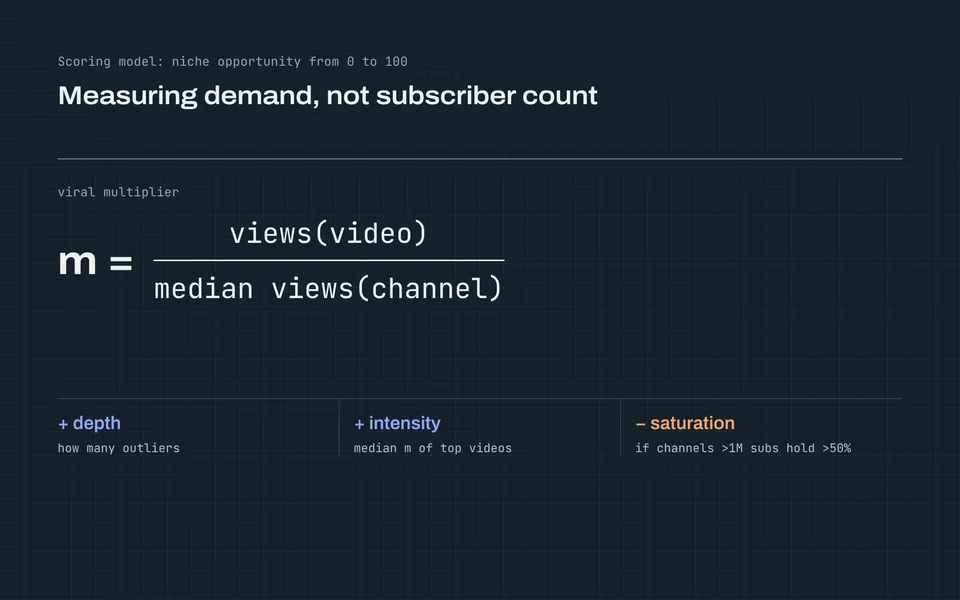 Scoring model: niche opportunity from 0 to 100
Measuring demand, not subscriber count
viral multiplier
m =
views(video)
median views(channel)
+ depth
how many outliers
+ intensity
median m of top videos
– saturation
if channels >1M subs hold >50%